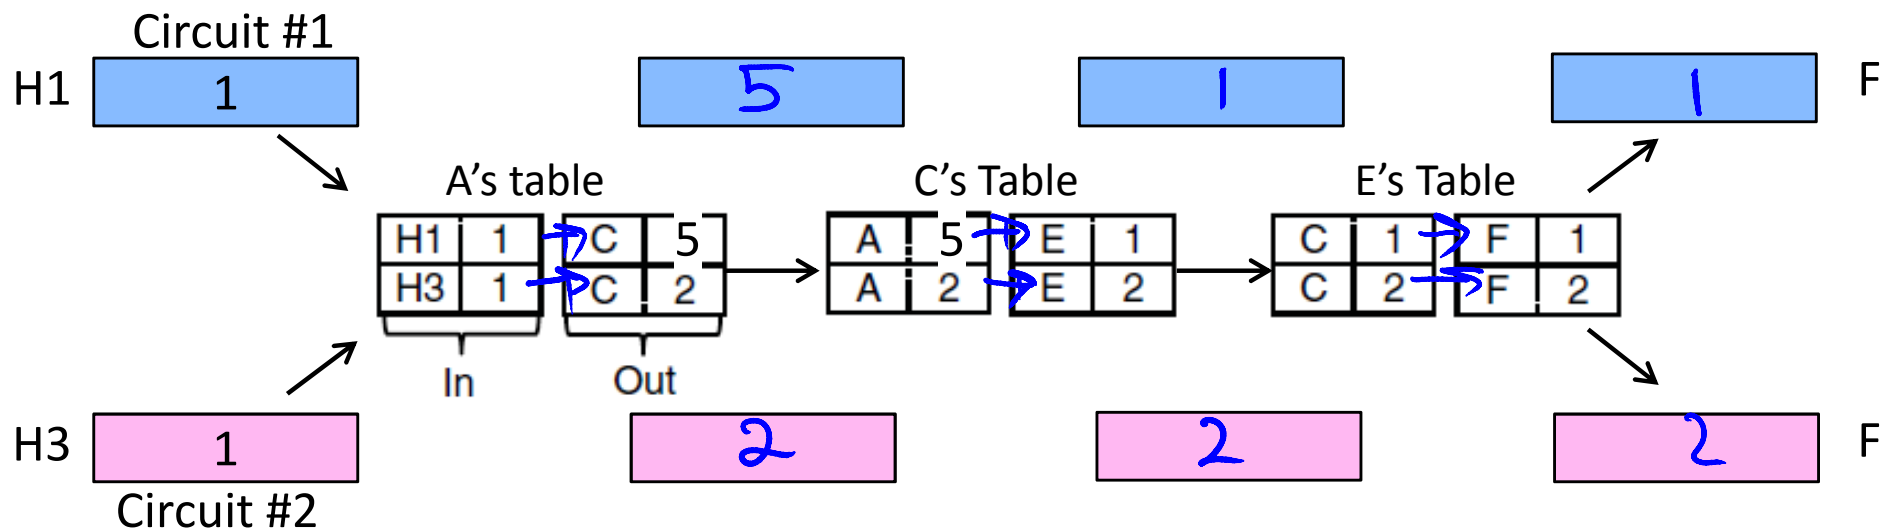 Circuit #1
H1 1 5 1 1 F
A's table C's Table E's Table
H1 1 C 5 A 5 E 1 C 1 F 1
H3 1 C 2 A 2 E 2 C 2 F 2
In Out
H3 1 2 2 2 F
Circuit #2